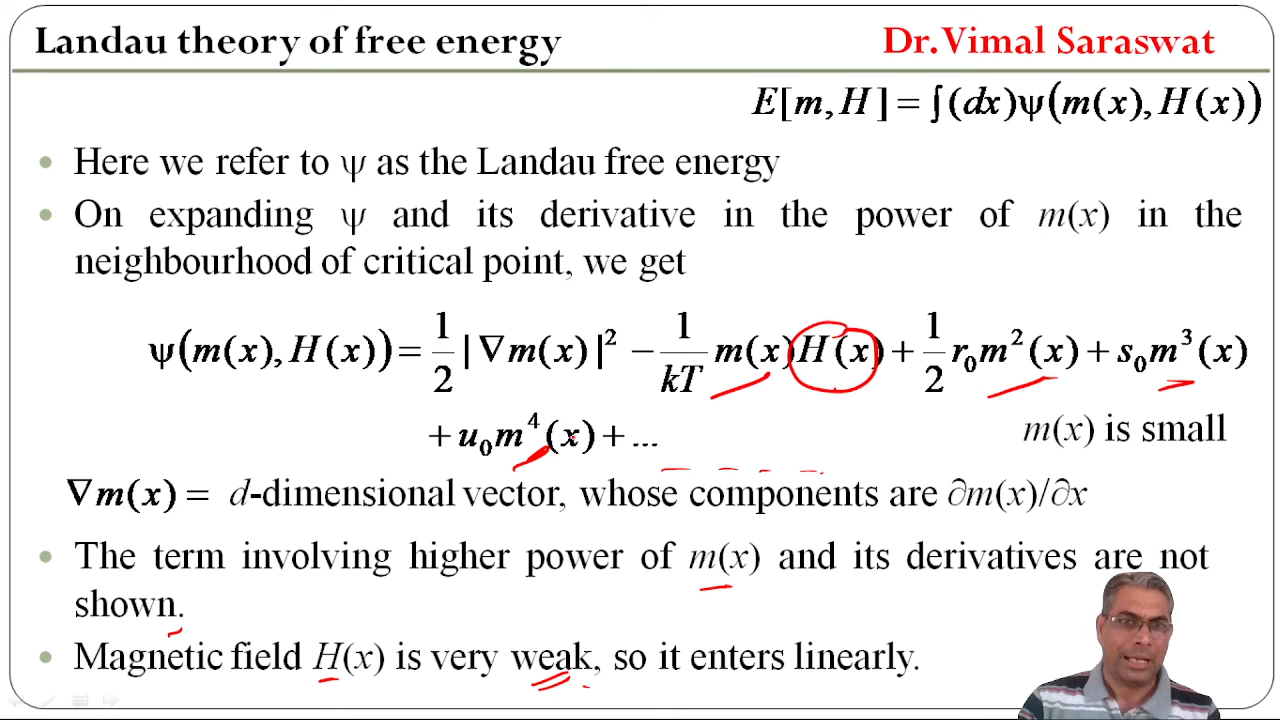 Landau theory of free energy
Dr. Vimal Saraswat
E[m, H] = ∫(dx)ψ(m(x), H(x))
• Here we refer to ψ as the Landau free energy
• On expanding ψ and its derivative in the power of m(x) in the
neighbourhood of critical point, we get
ψ(m(x), H(x)) = 1/2 |∇m(x)|² − 1/kT m(x)H(x) + 1/2 r₀m²(x) + s₀m³(x)
+ u₀m⁴(x) + ...
m(x) is small
∇m(x) = d-dimensional vector, whose components are ∂m(x)/∂x
• The term involving higher power of m(x) and its derivatives are not
shown.
• Magnetic field H(x) is very weak, so it enters linearly.